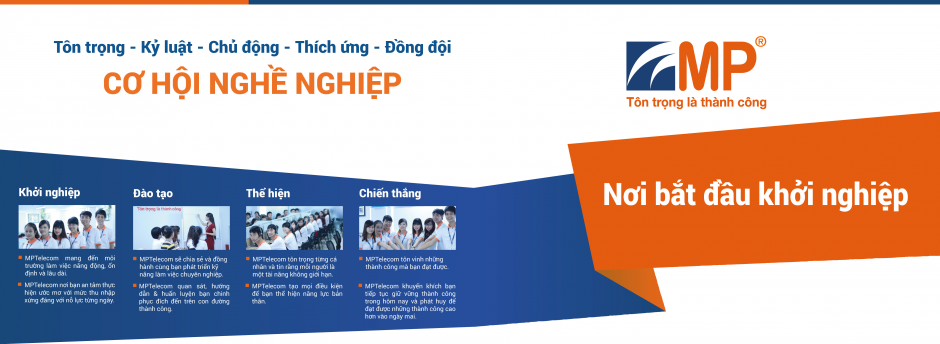 Tôn trọng - Kỷ luật - Chủ động - Thích ứng - Đồng đội
CƠ HỘI NGHỀ NGHIỆP
MP®
Tôn trọng là thành công
Nơi bắt đầu khởi nghiệp
Khởi nghiệp
MPTelecom mang đến môi
trường làm việc năng động, ổn
định và lâu dài.
MPTelecom nơi bạn an tâm thực
hiện ước mơ với mức thu nhập
xứng đáng với nỗ lực từng ngày.
Đào tạo
Tôn trọng là thành công
MPTelecom sẽ chia sẻ và đồng
hành cùng bạn phát triển kỹ
năng làm việc chuyên nghiệp.
MPTelecom quan sát, hướng
dẫn & huấn luyện bạn chinh
phục đích đến trên con đường
thành công.
Thể hiện
MPTelecom tôn trọng từng cá
nhân và tin rằng mỗi người là
một tài năng không giới hạn.
MPTelecom tạo mọi điều kiện
để bạn thể hiện năng lực bản
thân.
Chiến thắng
MPTelecom tôn vinh những
thành công mà bạn đạt được.
MPTelecom khuyến khích bạn
tiếp tục giữ vững thành công
trong hôm nay và phát huy để
đạt được những thành công cao
hơn vào ngày mai.